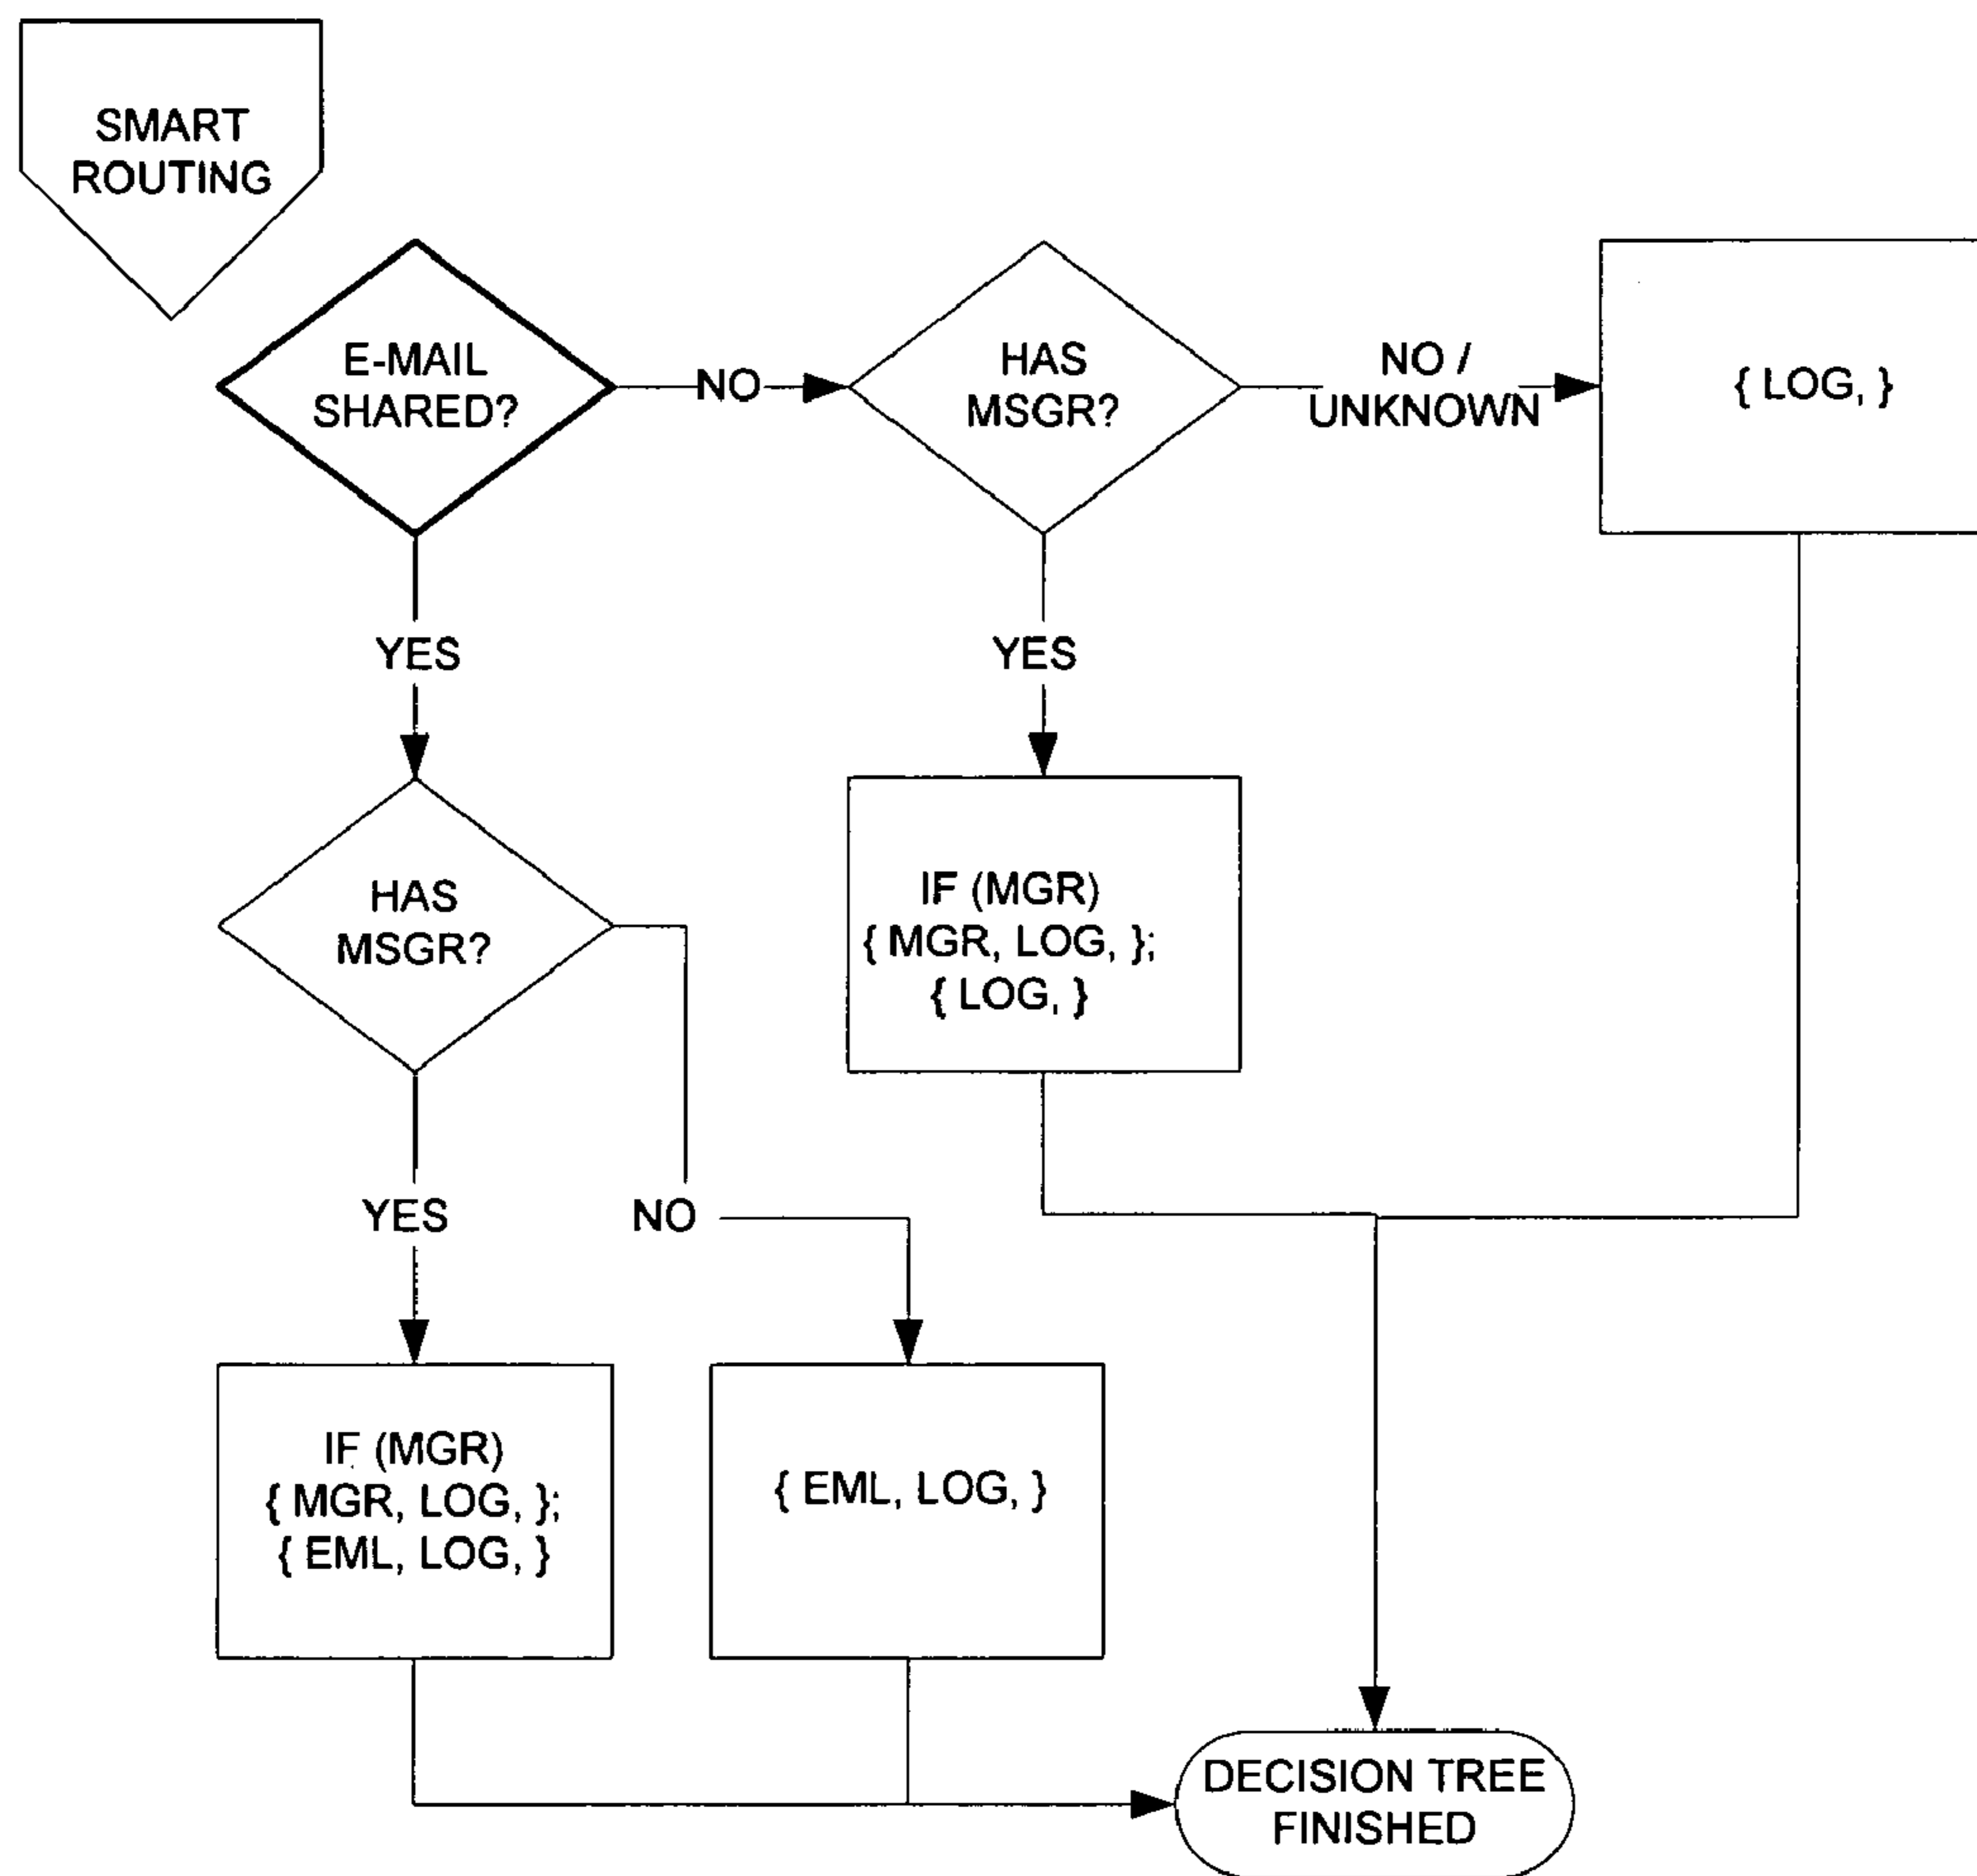 SMART
ROUTING
E-MAIL
SHARED?
NO
HAS
MSGR?
NO /
UNKNOWN
{ LOG, }
YES
YES
HAS
MSGR?
IF (MGR)
{ MGR, LOG, };
{ LOG, }
YES
NO
IF (MGR)
{ MGR, LOG, };
{ EML, LOG, }
{ EML, LOG, }
DECISION TREE
FINISHED